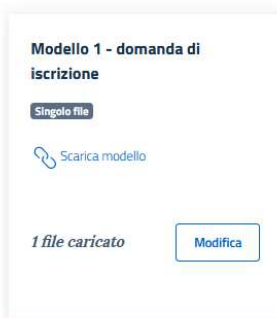 Modello 1 - domanda di
iscrizione
Singolo file
Scarica modello
1 file caricato
Modifica